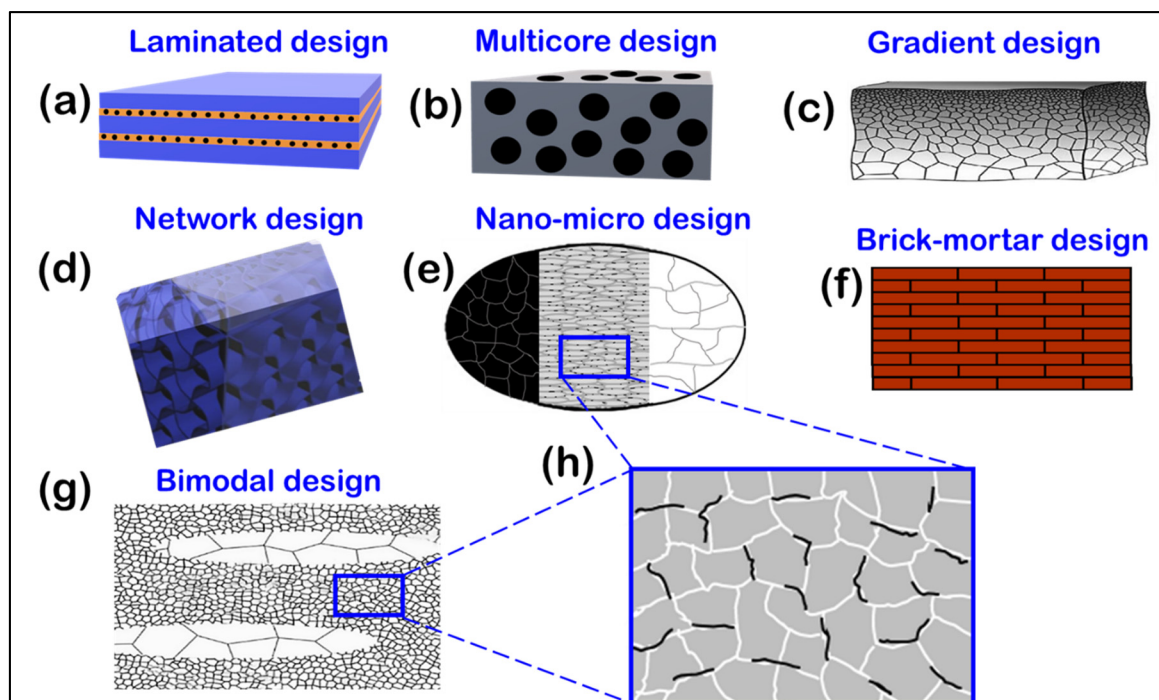 Laminated design
(a)
Multicore design
(b)
Gradient design
(c)
Network design
(d)
Nano-micro design
(e)
Brick-mortar design
(f)
Bimodal design
(g)
(h)